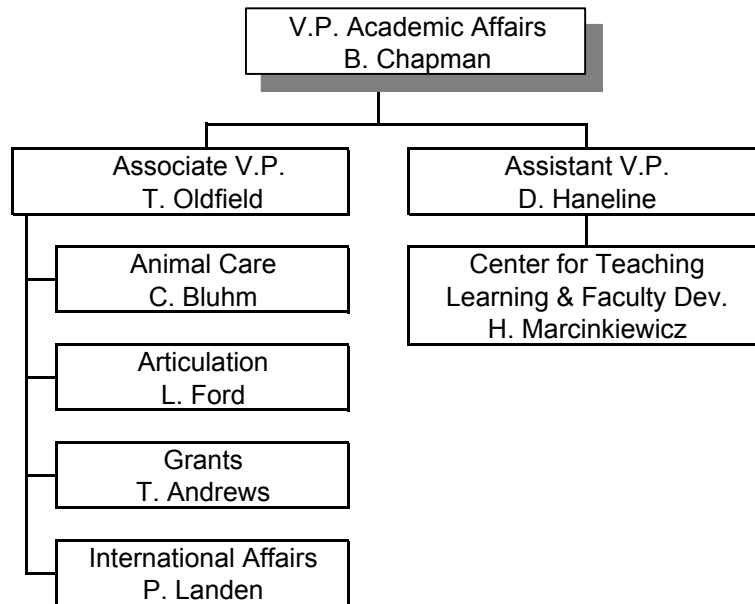 V.P. Academic Affairs
B. Chapman
Associate V.P.
T. Oldfield
Assistant V.P.
D. Haneline
Animal Care
C. Bluhm
Center for Teaching
Learning & Faculty Dev.
H. Marcinkiewicz
Articulation
L. Ford
Grants
T. Andrews
International Affairs
P. Landen